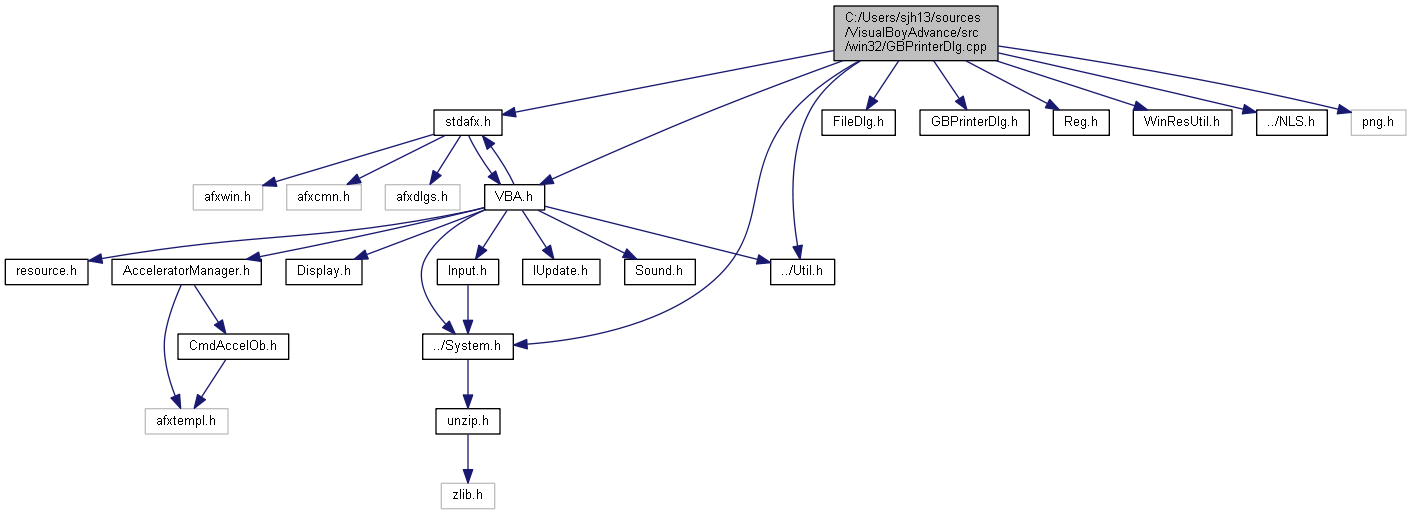 C:/Users/sjh13/sources
/VisualBoyAdvance/src
/win32/GBPrinterDlg.cpp
stdafx.h
FileDlg.h
GBPrinterDlg.h
Reg.h
WinResUtil.h
../NLS.h
png.h
afxwin.h
afxcmn.h
afxdlgs.h
VBA.h
resource.h
AcceleratorManager.h
Display.h
Input.h
IUpdate.h
Sound.h
../Util.h
CmdAccelOb.h
../System.h
afxtempl.h
unzip.h
zlib.h